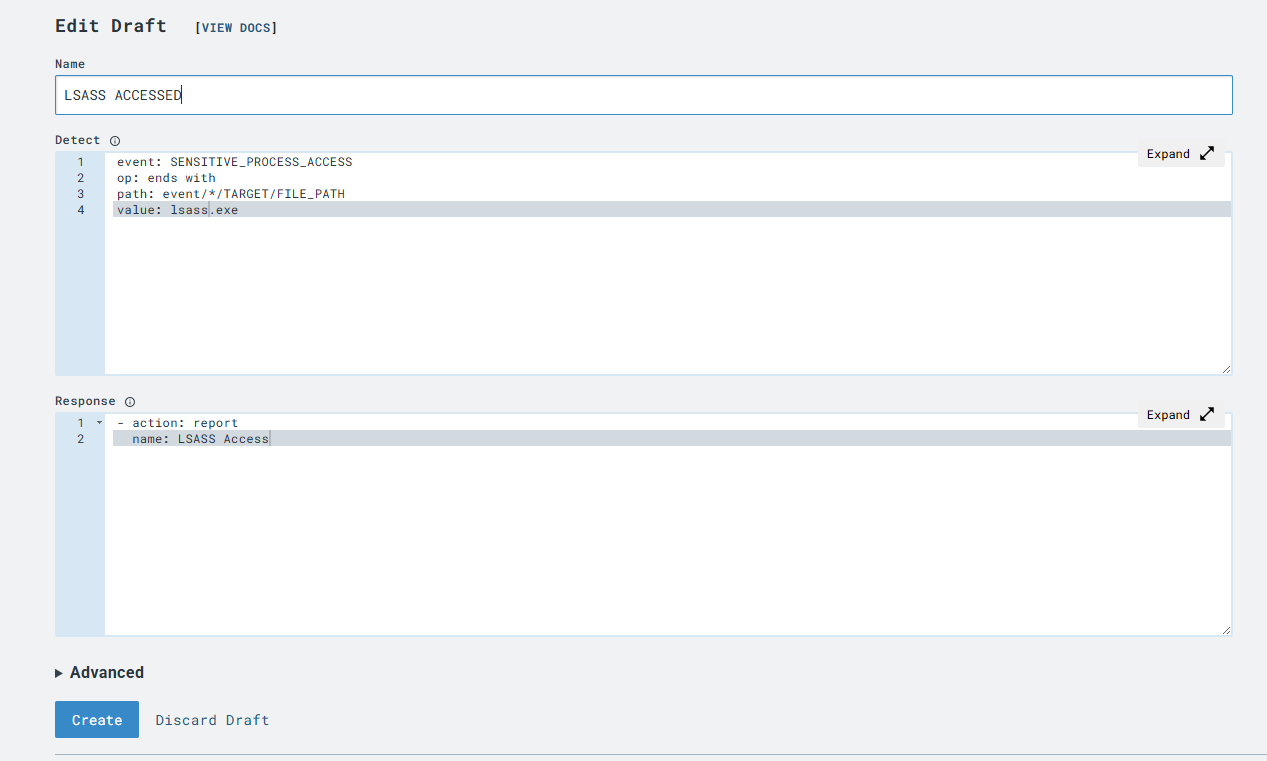 Edit Draft [VIEW DOCS]
Name
LSASS ACCESSED
Detect
Expand
1 event: SENSITIVE_PROCESS_ACCESS
2 op: ends with
3 path: event/*/TARGET/FILE_PATH
4 value: lsass.exe
Response
Expand
1 - action: report
2 name: LSASS Access
Advanced
Create Discard Draft